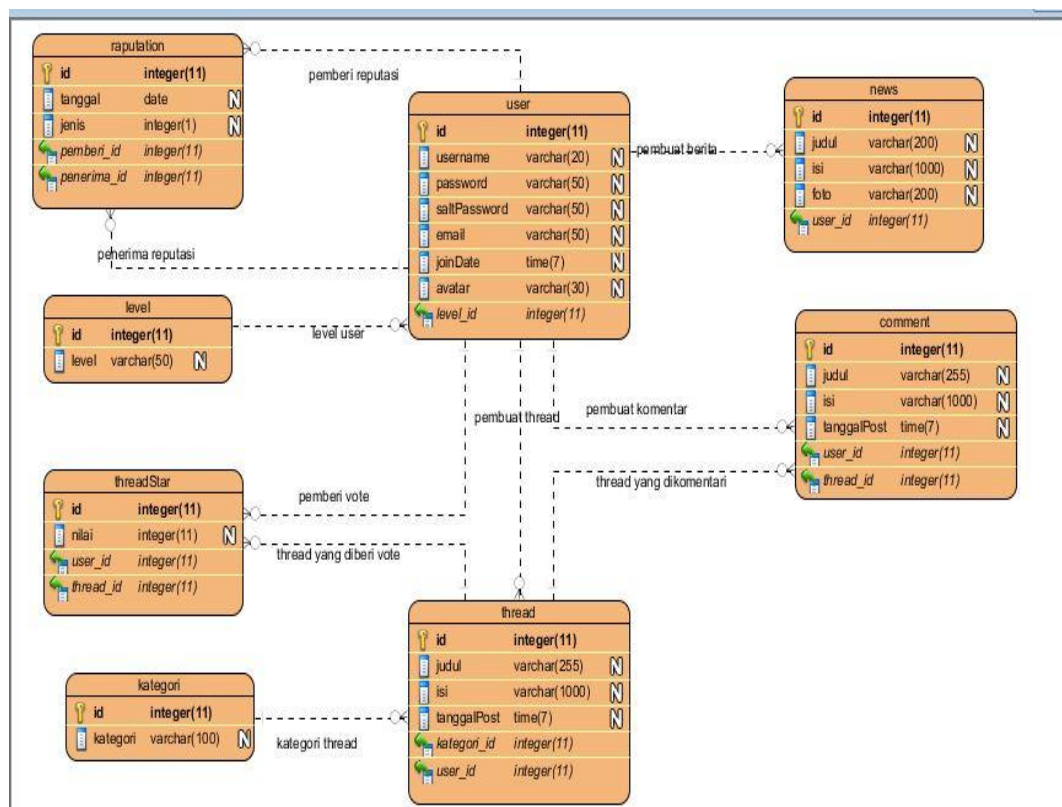 raputation
id integer(11)
tanggal date N
jenis integer(1) N
pemberi_id integer(11)
penerima_id integer(11)
pemberi reputasi
user
id integer(11)
username varchar(20) N
password varchar(50) N
saltPassword varchar(50) N
email varchar(50) N
joinDate time(7) N
avatar varchar(30) N
level_id integer(11)
pembuat berita
news
id integer(11)
judul varchar(200) N
isi varchar(1000) N
foto varchar(200) N
user_id integer(11)
penerima reputasi
level
id integer(11)
level varchar(50) N
level user
comment
id integer(11)
judul varchar(255) N
isi varchar(1000) N
tanggalPost time(7) N
user_id integer(11)
thread_id integer(11)
pembuat thread
pembuat komentar
thread yang dikomentari
threadStar
id integer(11)
nilai integer(11) N
user_id integer(11)
thread_id integer(11)
pemberi vote
thread yang diberi vote
thread
id integer(11)
judul varchar(255) N
isi varchar(1000) N
tanggalPost time(7) N
kategori_id integer(11)
user_id integer(11)
kategori
id integer(11)
kategori varchar(100) N
kategori thread